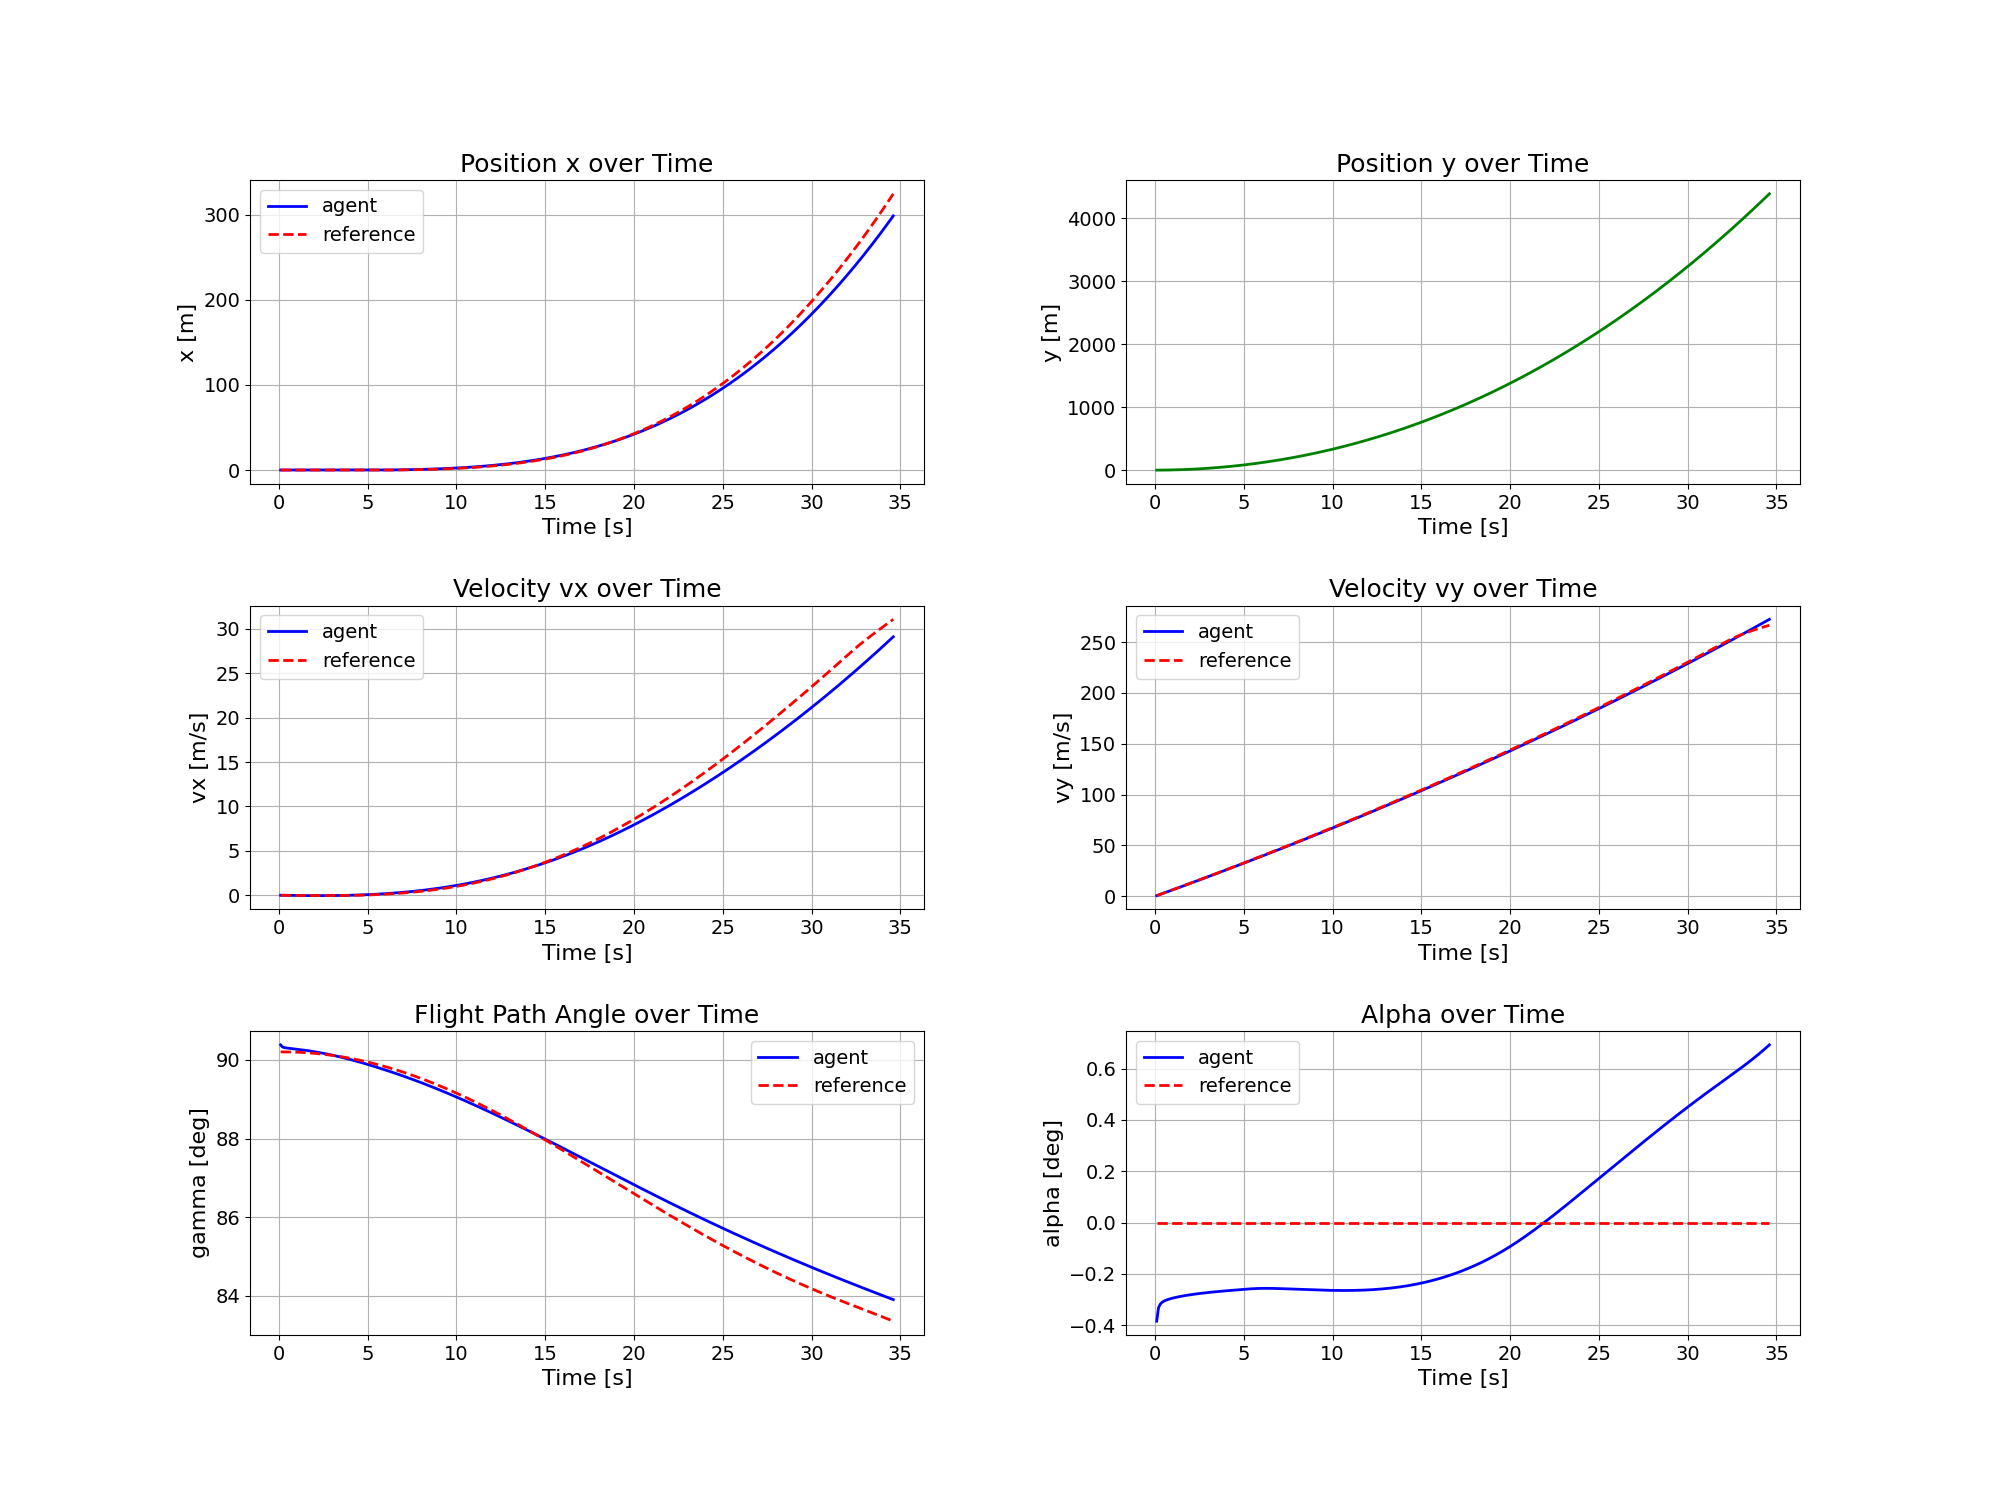 Position x over Time
x [m]
300
200
100
0
agent
reference
0 5 10 15 20 25 30 35
Time [s]
Position y over Time
y [m]
4000
3000
2000
1000
0
0 5 10 15 20 25 30 35
Time [s]
Velocity vx over Time
vx [m/s]
30
25
20
15
10
5
0
agent
reference
0 5 10 15 20 25 30 35
Time [s]
Velocity vy over Time
vy [m/s]
250
200
150
100
50
0
agent
reference
0 5 10 15 20 25 30 35
Time [s]
Flight Path Angle over Time
gamma [deg]
90
88
86
84
agent
reference
0 5 10 15 20 25 30 35
Time [s]
Alpha over Time
alpha [deg]
0.6
0.4
0.2
0.0
−0.2
−0.4
agent
reference
0 5 10 15 20 25 30 35
Time [s]